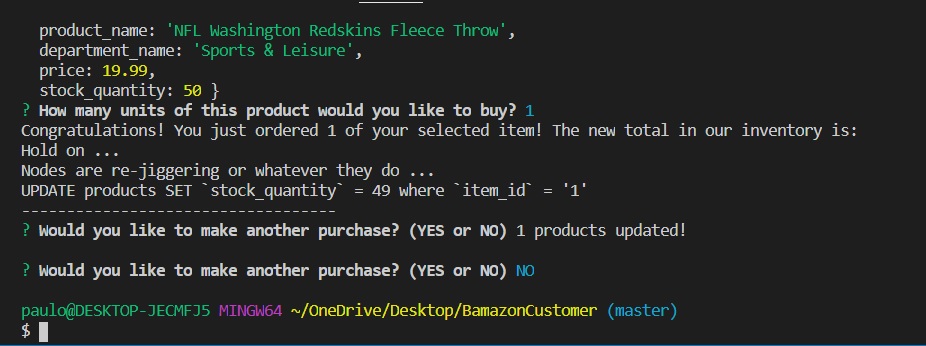 product_name: 'NFL Washington Redskins Fleece Throw',
department_name: 'Sports & Leisure',
price: 19.99,
stock_quantity: 50 }
? How many units of this product would you like to buy? 1
Congratulations! You just ordered 1 of your selected item! The new total in our inventory is:
Hold on ...
Nodes are re-jiggering or whatever they do ...
UPDATE products SET `stock_quantity` = 49 where `item_id` = '1'
----------------------------------
? Would you like to make another purchase? (YES or NO) 1 products updated!
? Would you like to make another purchase? (YES or NO) NO
paulo@DESKTOP-JECMFJ5 MINGW64 ~/OneDrive/Desktop/BamazonCustomer (master)
$